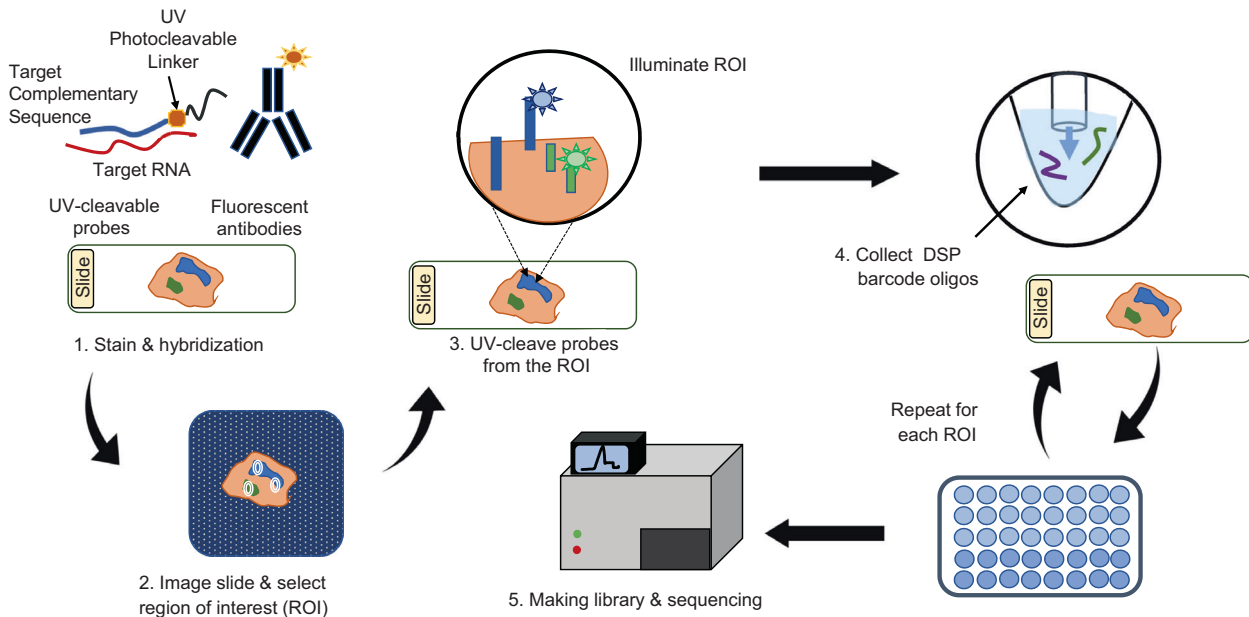 UV
Photocleavable
Linker
Target
Complementary
Sequence
Target RNA
UV-cleavable
probes
Fluorescent
antibodies
Slide
1. Stain & hybridization
2. Image slide & select
region of interest (ROI)
Illuminate ROI
Slide
3. UV-cleave probes
from the ROI
4. Collect DSP
barcode oligos
Slide
Repeat for
each ROI
5. Making library & sequencing